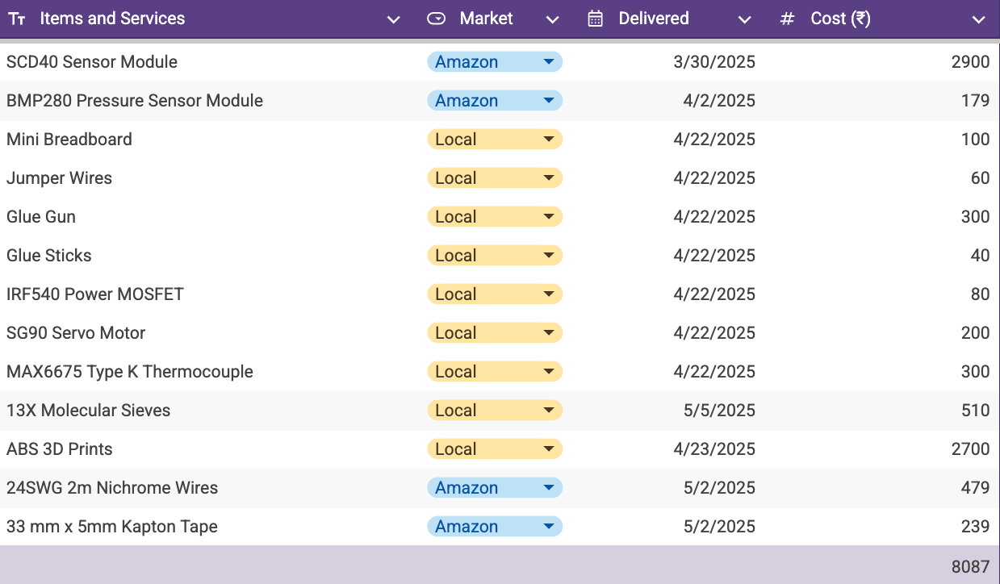 Items and Services Market Delivered # Cost (₹)
SCD40 Sensor Module Amazon 3/30/2025 2900
BMP280 Pressure Sensor Module Amazon 4/2/2025 179
Mini Breadboard Local 4/22/2025 100
Jumper Wires Local 4/22/2025 60
Glue Gun Local 4/22/2025 300
Glue Sticks Local 4/22/2025 40
IRF540 Power MOSFET Local 4/22/2025 80
SG90 Servo Motor Local 4/22/2025 200
MAX6675 Type K Thermocouple Local 4/22/2025 300
13X Molecular Sieves Local 5/5/2025 510
ABS 3D Prints Local 4/23/2025 2700
24SWG 2m Nichrome Wires Amazon 5/2/2025 479
33 mm x 5mm Kapton Tape Amazon 5/2/2025 239
8087